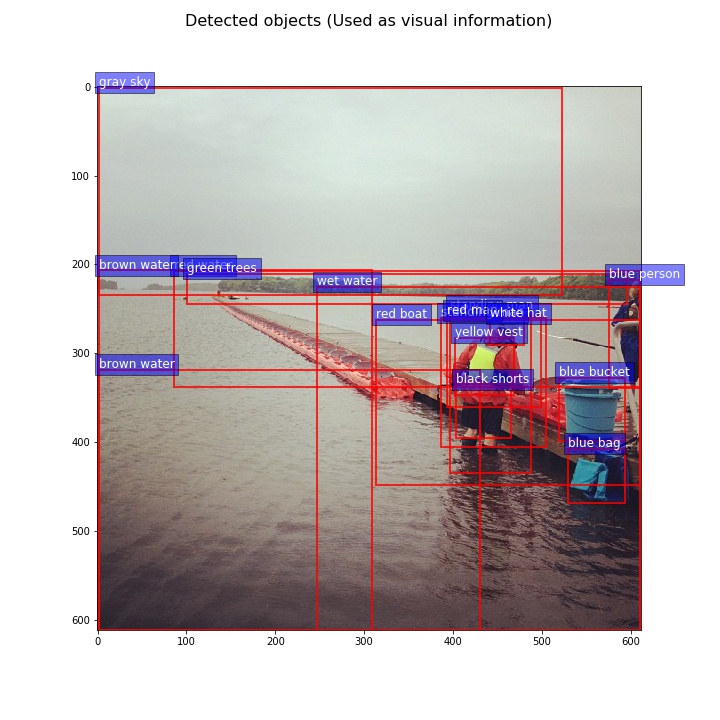 Detected objects (Used as visual information)
gray sky
0
100
200
brown water
green trees
blue person
wet water
red boat
white hat
yellow vest
300
brown water
blue bucket
black shorts
400
blue bag
500
600
0 100 200 300 400 500 600